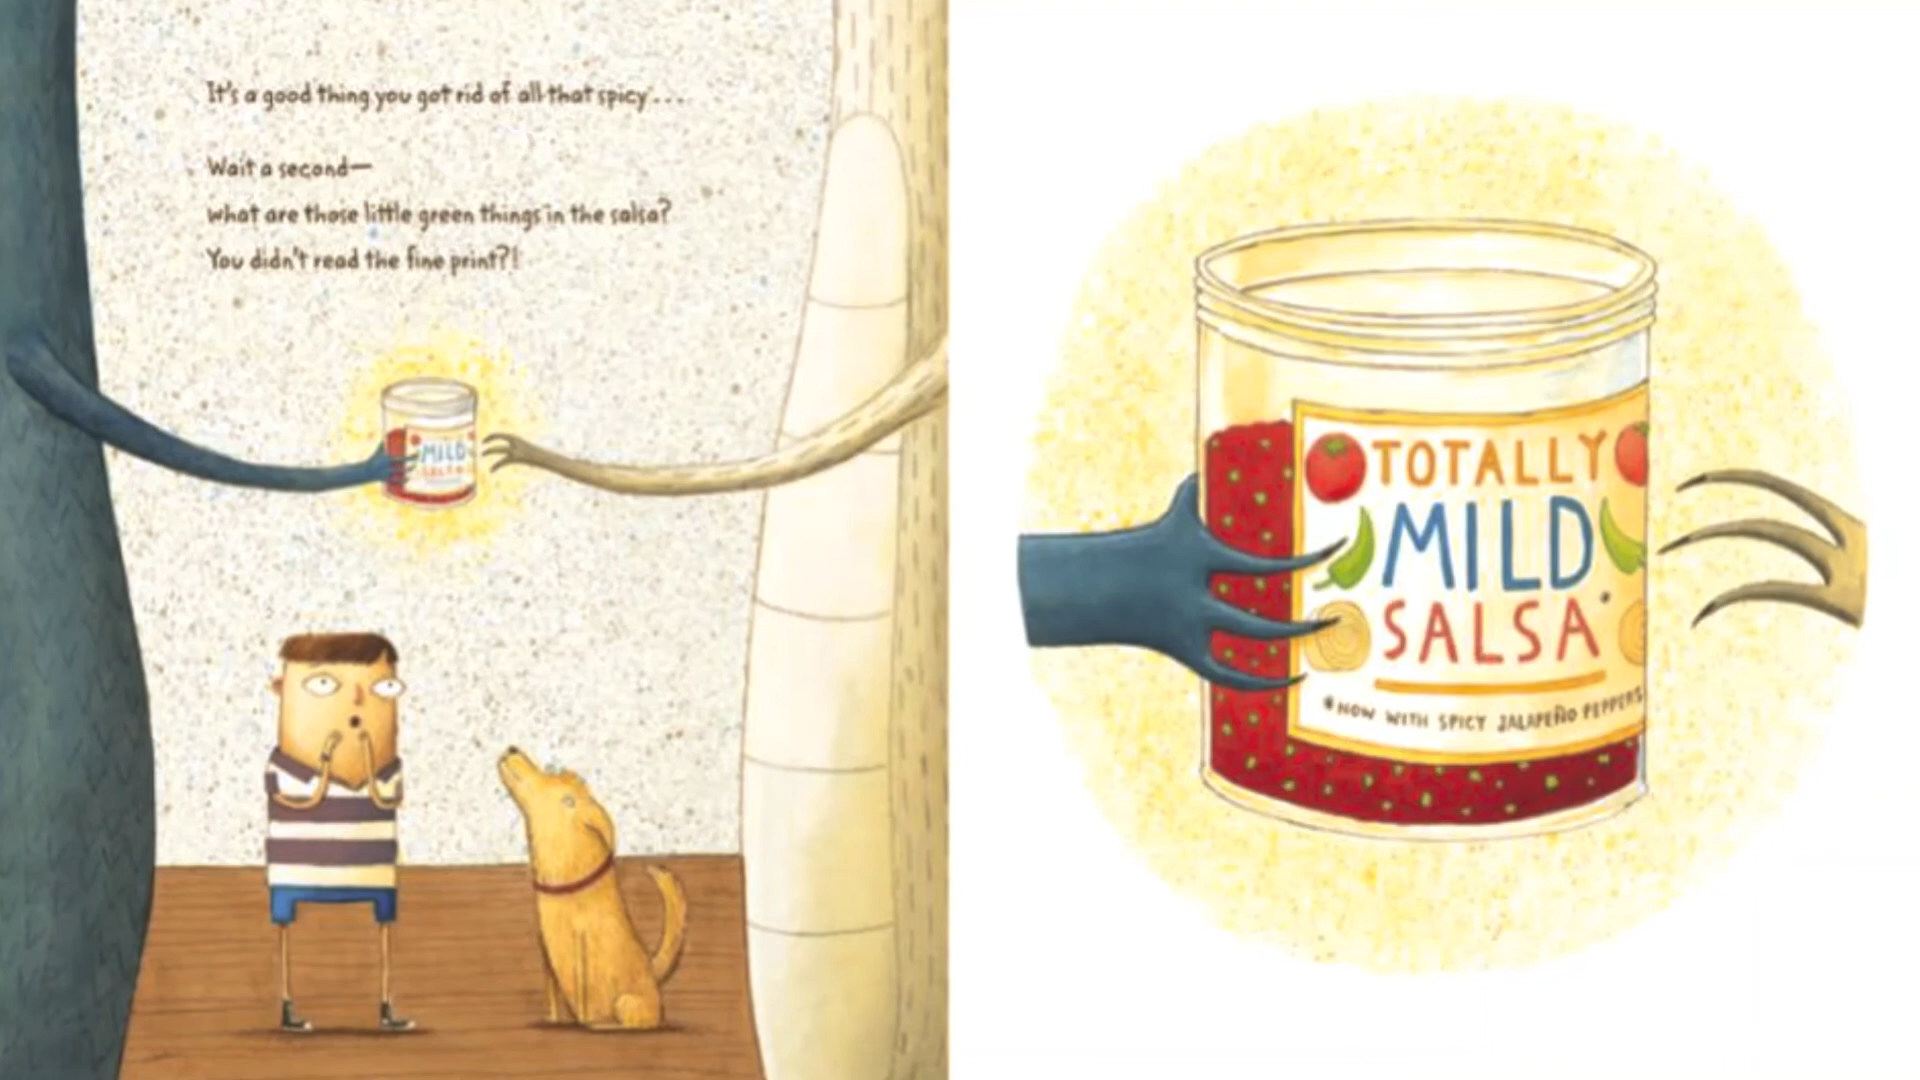 It's a good thing you got rid of all that spicy . . .
Wait a second—
what are those little green things in the salsa?
You didn't read the fine print?!
MILD
SALSA
TOTALLY
MILD
SALSA*
*NOW WITH SPICY JALAPEÑO PEPPERS